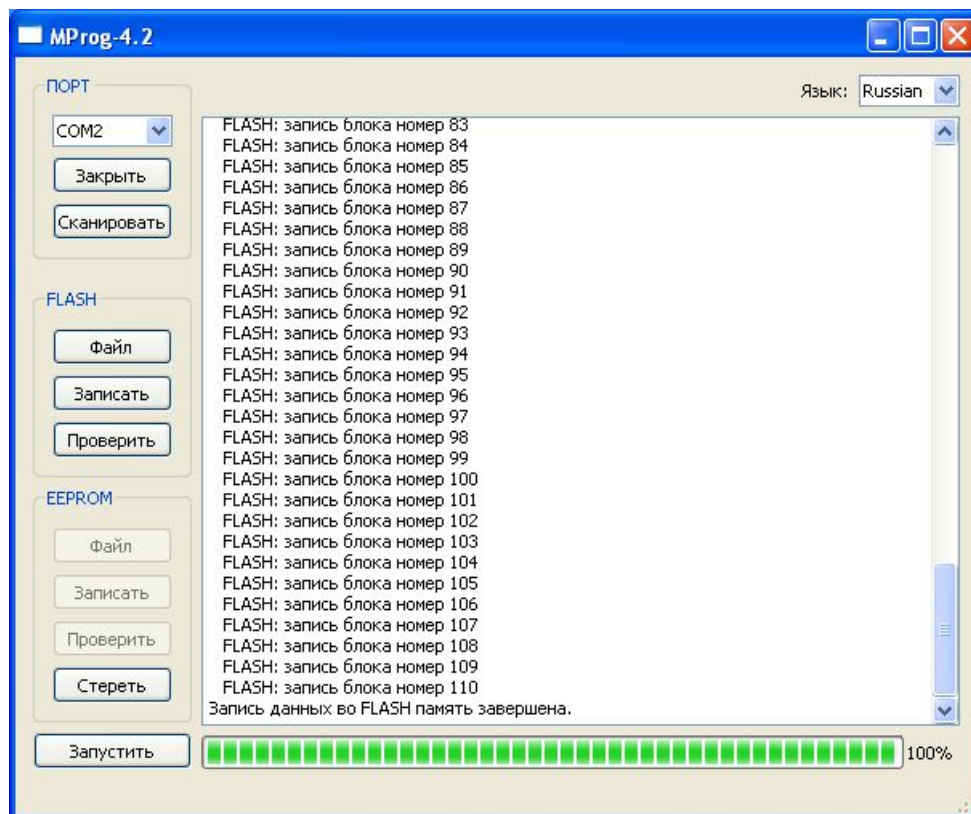 MProg-4.2
ПОРТ
COM2
Закрыть
Сканировать
FLASH
Файл
Записать
Проверить
EEPROM
Файл
Записать
Проверить
Стереть
Запустить
Язык: Russian
FLASH: запись блока номер 83
FLASH: запись блока номер 84
FLASH: запись блока номер 85
FLASH: запись блока номер 86
FLASH: запись блока номер 87
FLASH: запись блока номер 88
FLASH: запись блока номер 89
FLASH: запись блока номер 90
FLASH: запись блока номер 91
FLASH: запись блока номер 92
FLASH: запись блока номер 93
FLASH: запись блока номер 94
FLASH: запись блока номер 95
FLASH: запись блока номер 96
FLASH: запись блока номер 97
FLASH: запись блока номер 98
FLASH: запись блока номер 99
FLASH: запись блока номер 100
FLASH: запись блока номер 101
FLASH: запись блока номер 102
FLASH: запись блока номер 103
FLASH: запись блока номер 104
FLASH: запись блока номер 105
FLASH: запись блока номер 106
FLASH: запись блока номер 107
FLASH: запись блока номер 108
FLASH: запись блока номер 109
FLASH: запись блока номер 110
Запись данных во FLASH память завершена.
100%